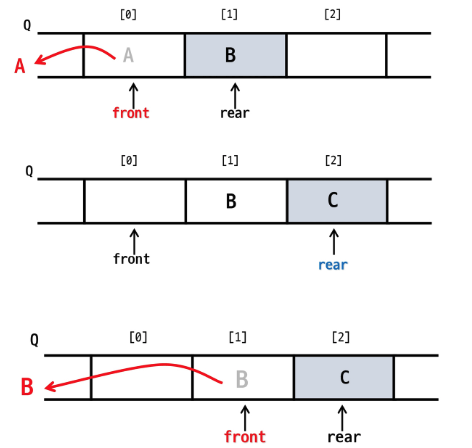 Q [0] [1] [2]
A A B
front rear
Q [0] [1] [2]
B C
front rear
Q [0] [1] [2]
B B C
front rear